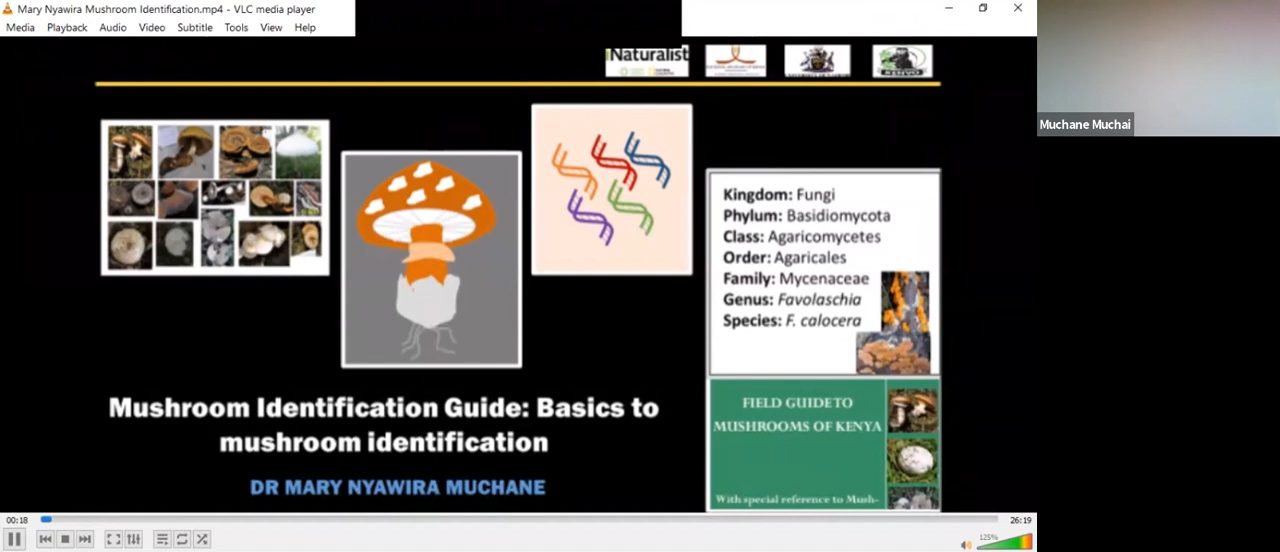 Mary Nyawira Mushroom Identification.mp4 - VLC media player
Media Playback Audio Video Subtitle Tools View Help
iNaturalist
KENVO
Muchane Muchai
Kingdom: Fungi
Phylum: Basidiomycota
Class: Agaricomycetes
Order: Agaricales
Family: Mycenaceae
Genus: Favolaschia
Species: F. calocera
Mushroom Identification Guide: Basics to
mushroom identification
DR MARY NYAWIRA MUCHANE
FIELD GUIDETO
MUSHROOMS OF KENYA
With special reference to Mush-
00:18
26:19
125%